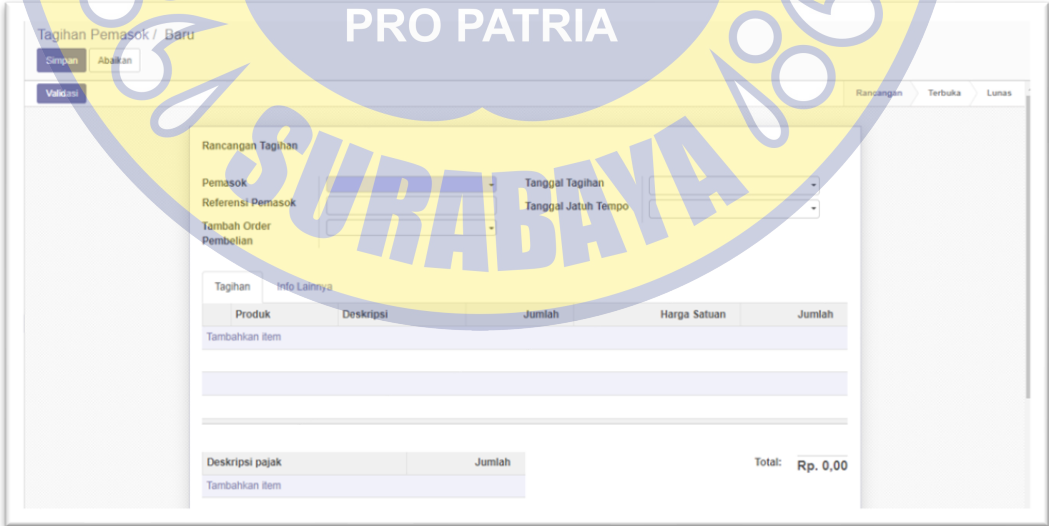 PRO PATRIA
SURABAYA
Tagihan Pemasok / Baru
Simpan Abaikan
Validasi Rancangan Terbuka Lunas
Rancangan Tagihan
Pemasok Tanggal Tagihan
Referensi Pemasok Tanggal Jatuh Tempo
Tambah Order
Pembelian
Tagihan Info Lainnya
Produk Deskripsi Jumlah Harga Satuan Jumlah
Tambahkan item
Deskripsi pajak Jumlah Total: Rp. 0,00
Tambahkan item